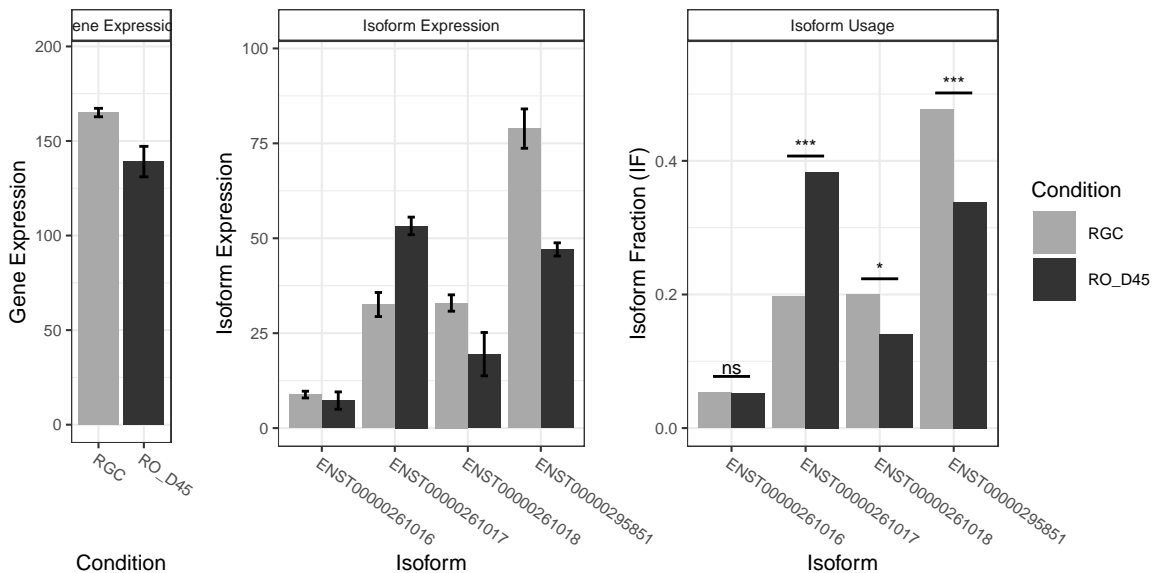 ene Expressio
Gene Expression
200
150
100
50
0
RGC
RO_D45
Condition
Isoform Expression
Isoform Expression
100
75
50
25
0
ENST00000261016
ENST00000261017
ENST00000261018
ENST00000295851
Isoform
Isoform Usage
Isoform Fraction (IF)
0.4
0.2
0.0
ns
***
*
***
ENST00000261016
ENST00000261017
ENST00000261018
ENST00000295851
Isoform
Condition
RGC
RO_D45